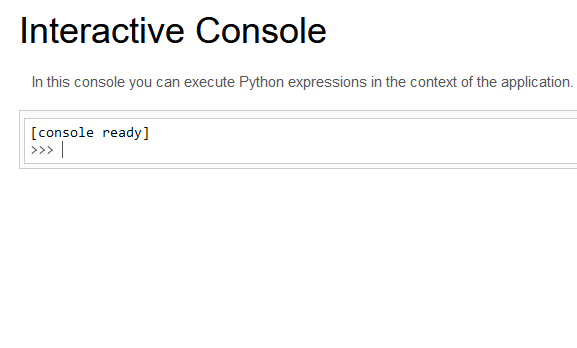 Interactive Console
In this console you can execute Python expressions in the context of the application.
[console ready]
>>>